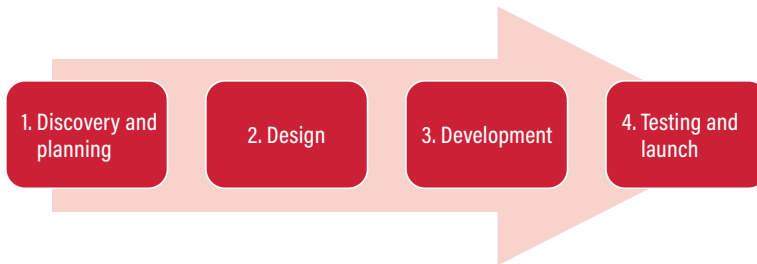 1. Discovery and
planning
2. Design
3. Development
4. Testing and
launch